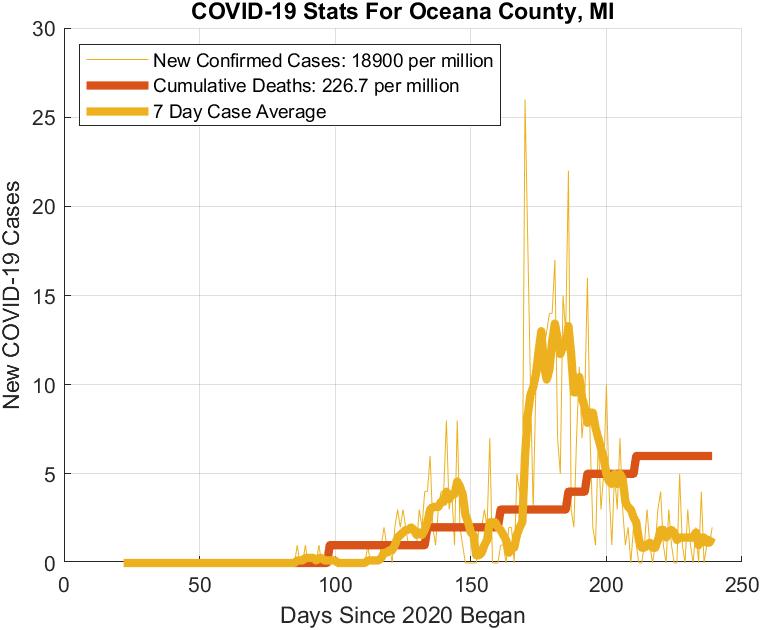 COVID-19 Stats For Oceana County, MI
30
New Confirmed Cases: 18900 per million
Cumulative Deaths: 226.7 per million
7 Day Case Average
25
20
15
10
5
0
New COVID-19 Cases
0 50 100 150 200 250
Days Since 2020 Began